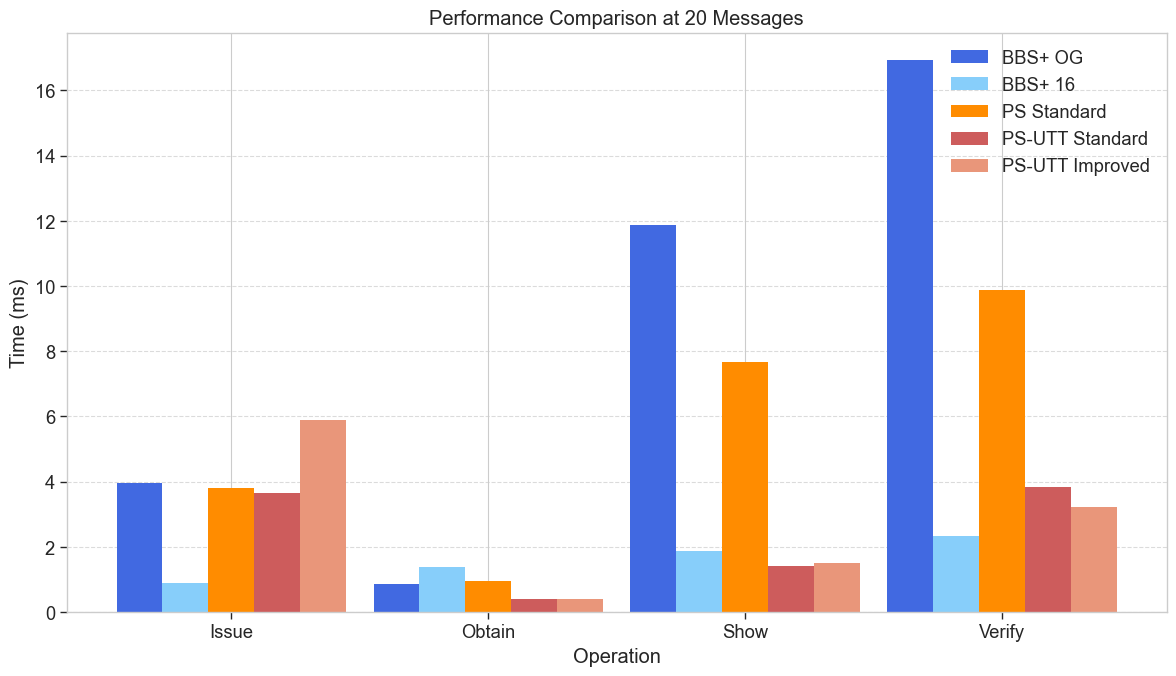 Performance Comparison at 20 Messages
BBS+ OG
BBS+ 16
PS Standard
PS-UTT Standard
PS-UTT Improved
Time (ms)
16
14
12
10
8
6
4
2
0
Issue
Obtain
Show
Verify
Operation